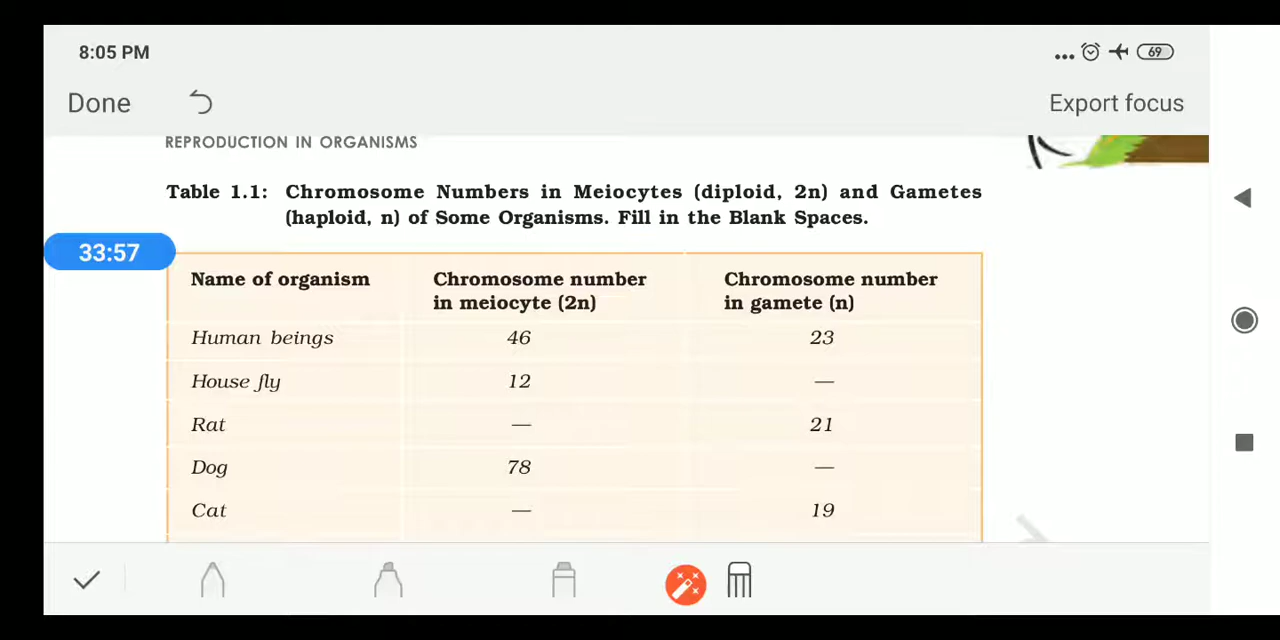 8:05 PM
69
Done
Export focus
REPRODUCTION IN ORGANISMS
Table 1.1: Chromosome Numbers in Meiocytes (diploid, 2n) and Gametes
(haploid, n) of Some Organisms. Fill in the Blank Spaces.
33:57
Name of organism Chromosome number in meiocyte (2n) Chromosome number in gamete (n)
Human beings 46 23
House fly 12 —
Rat — 21
Dog 78 —
Cat — 19